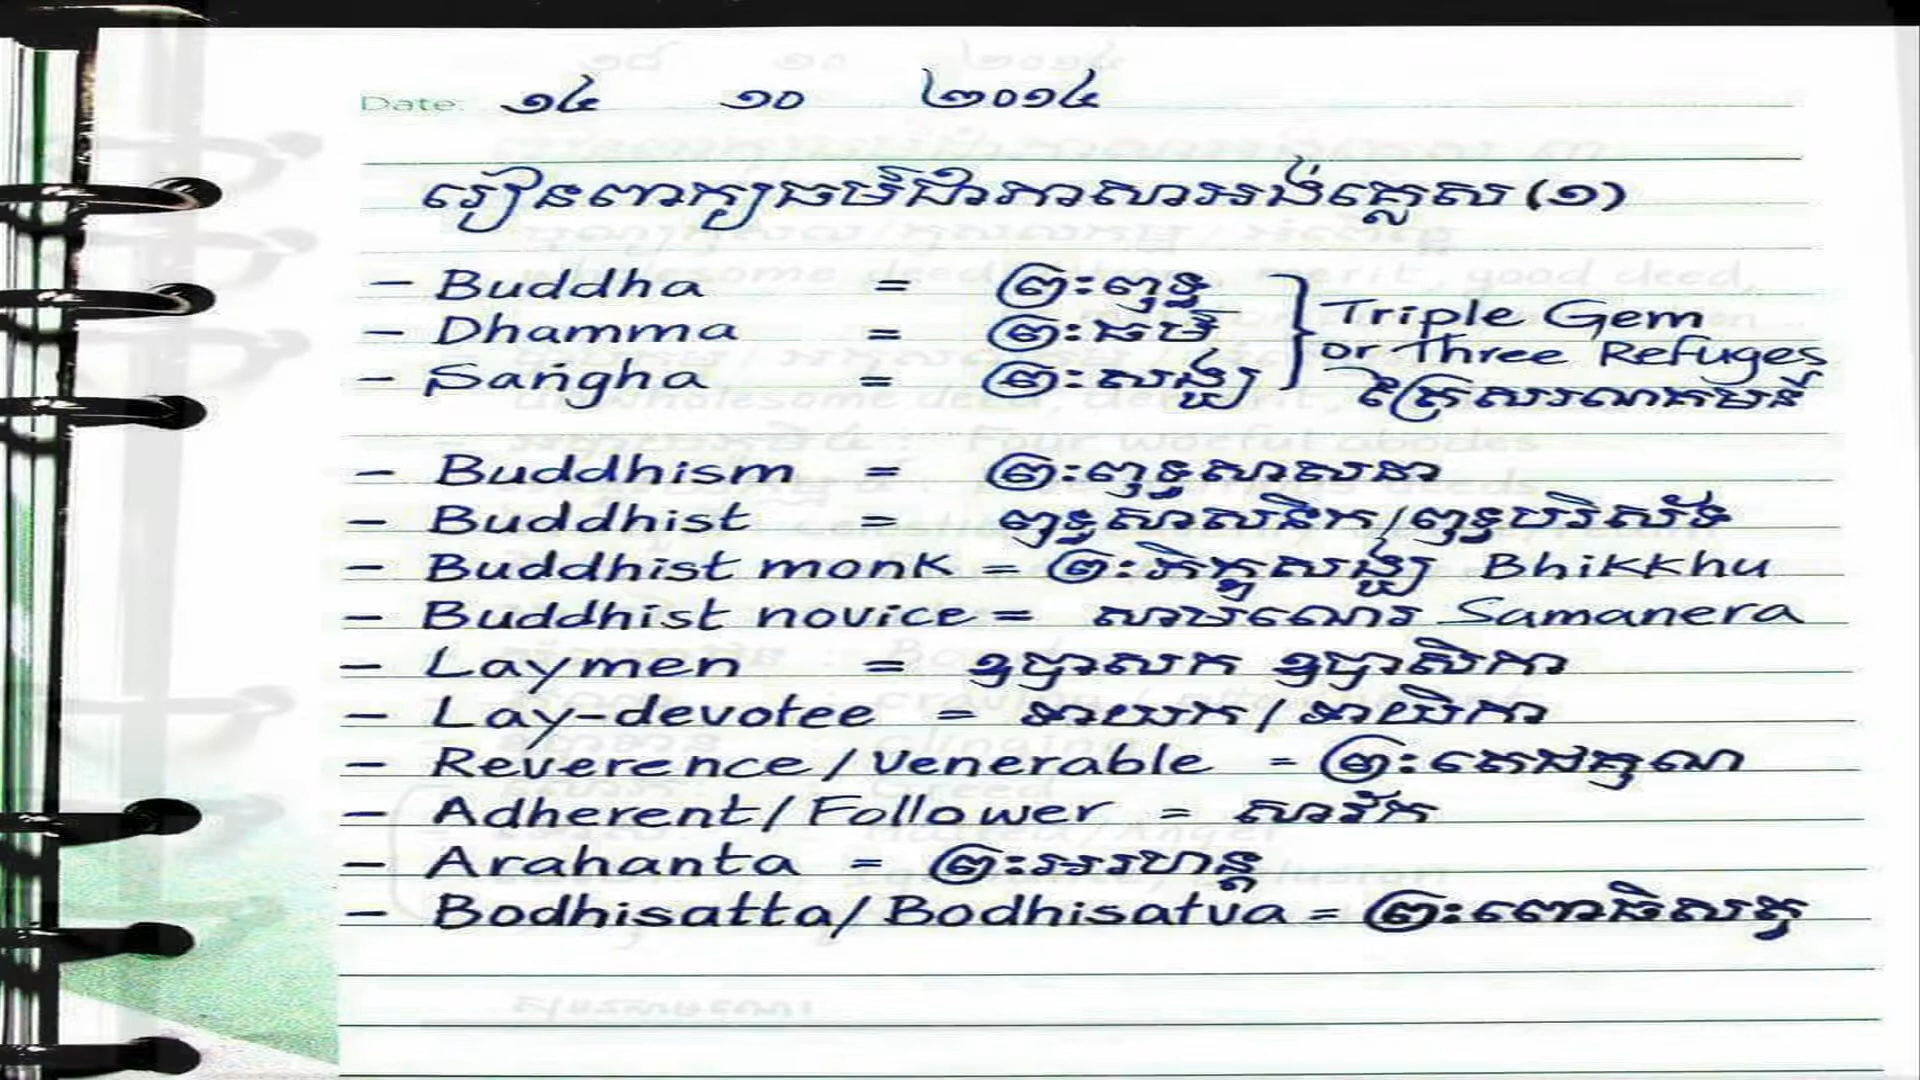 Date: ១៤ ១០ ២០១៤
រៀនពាក្យធម៌ជាភាសាអង់គ្លេស (១)
- Buddha = ព្រះពុទ្ធ
- Dhamma = ព្រះធម៌
- Saṅgha = ព្រះសង្ឃ
Triple Gem
or Three Refuges
ត្រៃសរណគមន៍
- Buddhism = ព្រះពុទ្ធសាសនា
- Buddhist = ពុទ្ធសាសនិក/ពុទ្ធបរិស័ទ
- Buddhist monk = ព្រះភិក្ខុសង្ឃ Bhikkhu
- Buddhist novice = សាមណេរ Samanera
- Laymen = ឧបាសក ឧបាសិកា
- Lay-devotee = ទាយក/ទាយិកា
- Reverence/Venerable = ព្រះតេជគុណ
- Adherent/Follower = សាវ័ក
- Arahanta = ព្រះអរហន្ត
- Bodhisatta/Bodhisatva = ព្រះពោធិសត្វ